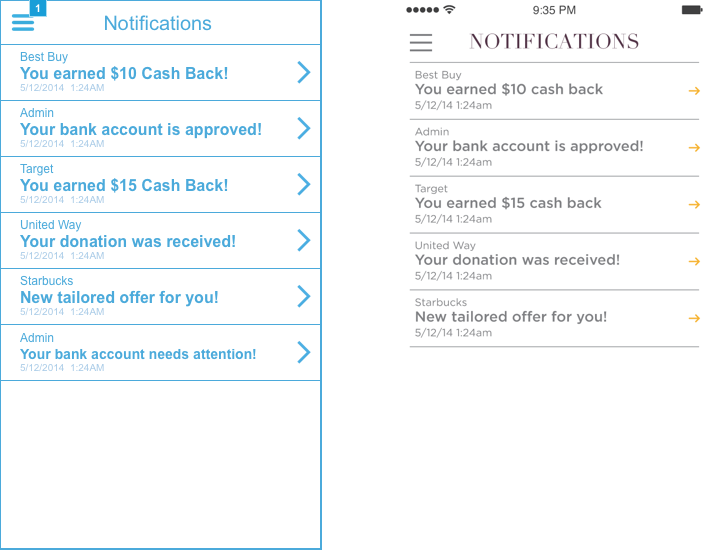 1
Notifications
Best Buy
You earned $10 Cash Back!
5/12/2014 1:24AM
Admin
Your bank account is approved!
5/12/2014 1:24AM
Target
You earned $15 Cash Back!
5/12/2014 1:24AM
United Way
Your donation was received!
5/12/2014 1:24AM
Starbucks
New tailored offer for you!
5/12/2014 1:24AM
Admin
Your bank account needs attention!
5/12/2014 1:24AM
9:35 PM
NOTIFICATIONS
Best Buy
You earned $10 cash back
5/12/14 1:24am
Admin
Your bank account is approved!
5/12/14 1:24am
Target
You earned $15 cash back
5/12/14 1:24am
United Way
Your donation was received!
5/12/14 1:24am
Starbucks
New tailored offer for you!
5/12/14 1:24am